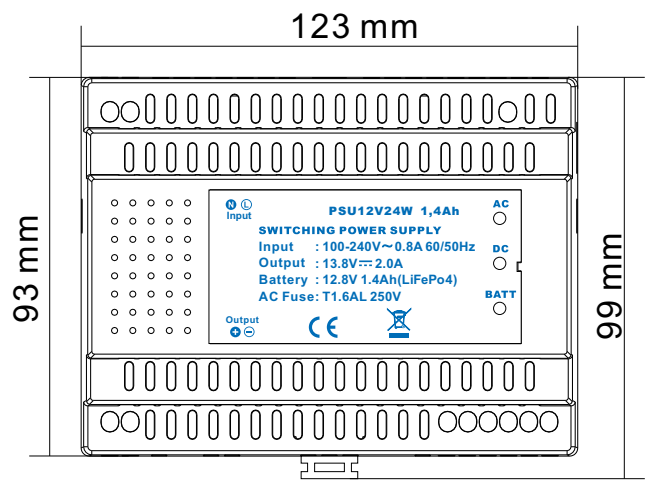 123 mm
93 mm
99 mm
N L
Input
PSU12V24W 1,4Ah
AC
SWITCHING POWER SUPPLY
Input : 100-240V~0.8A 60/50Hz
DC
Output : 13.8V⎓2.0A
Battery : 12.8V 1.4Ah(LiFePo4)
BATT
AC Fuse: T1.6AL 250V
Output
+ −
CE